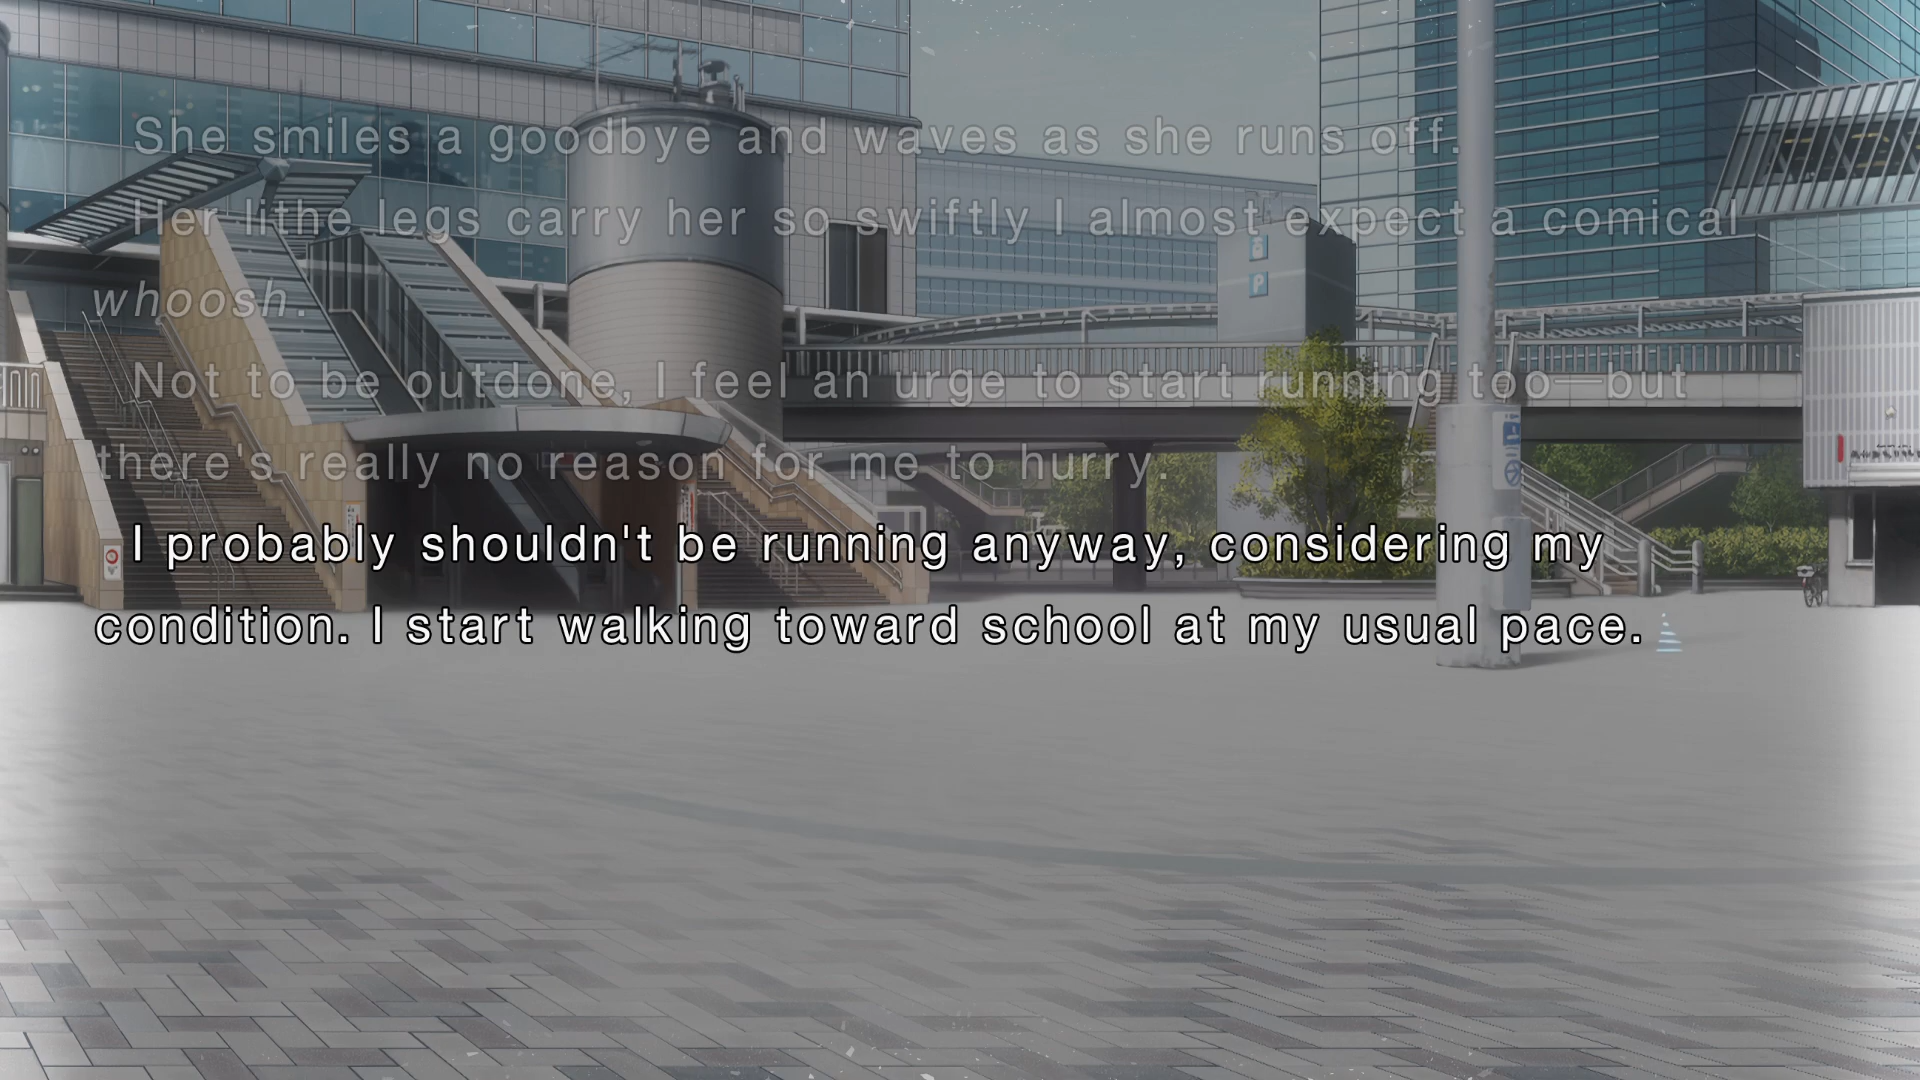 She smiles a goodbye and waves as she runs off.
Her lithe legs carry her so swiftly I almost expect a comical
whoosh.
Not to be outdone, I feel an urge to start running too—but
there's really no reason for me to hurry.
I probably shouldn't be running anyway, considering my
condition. I start walking toward school at my usual pace.
P